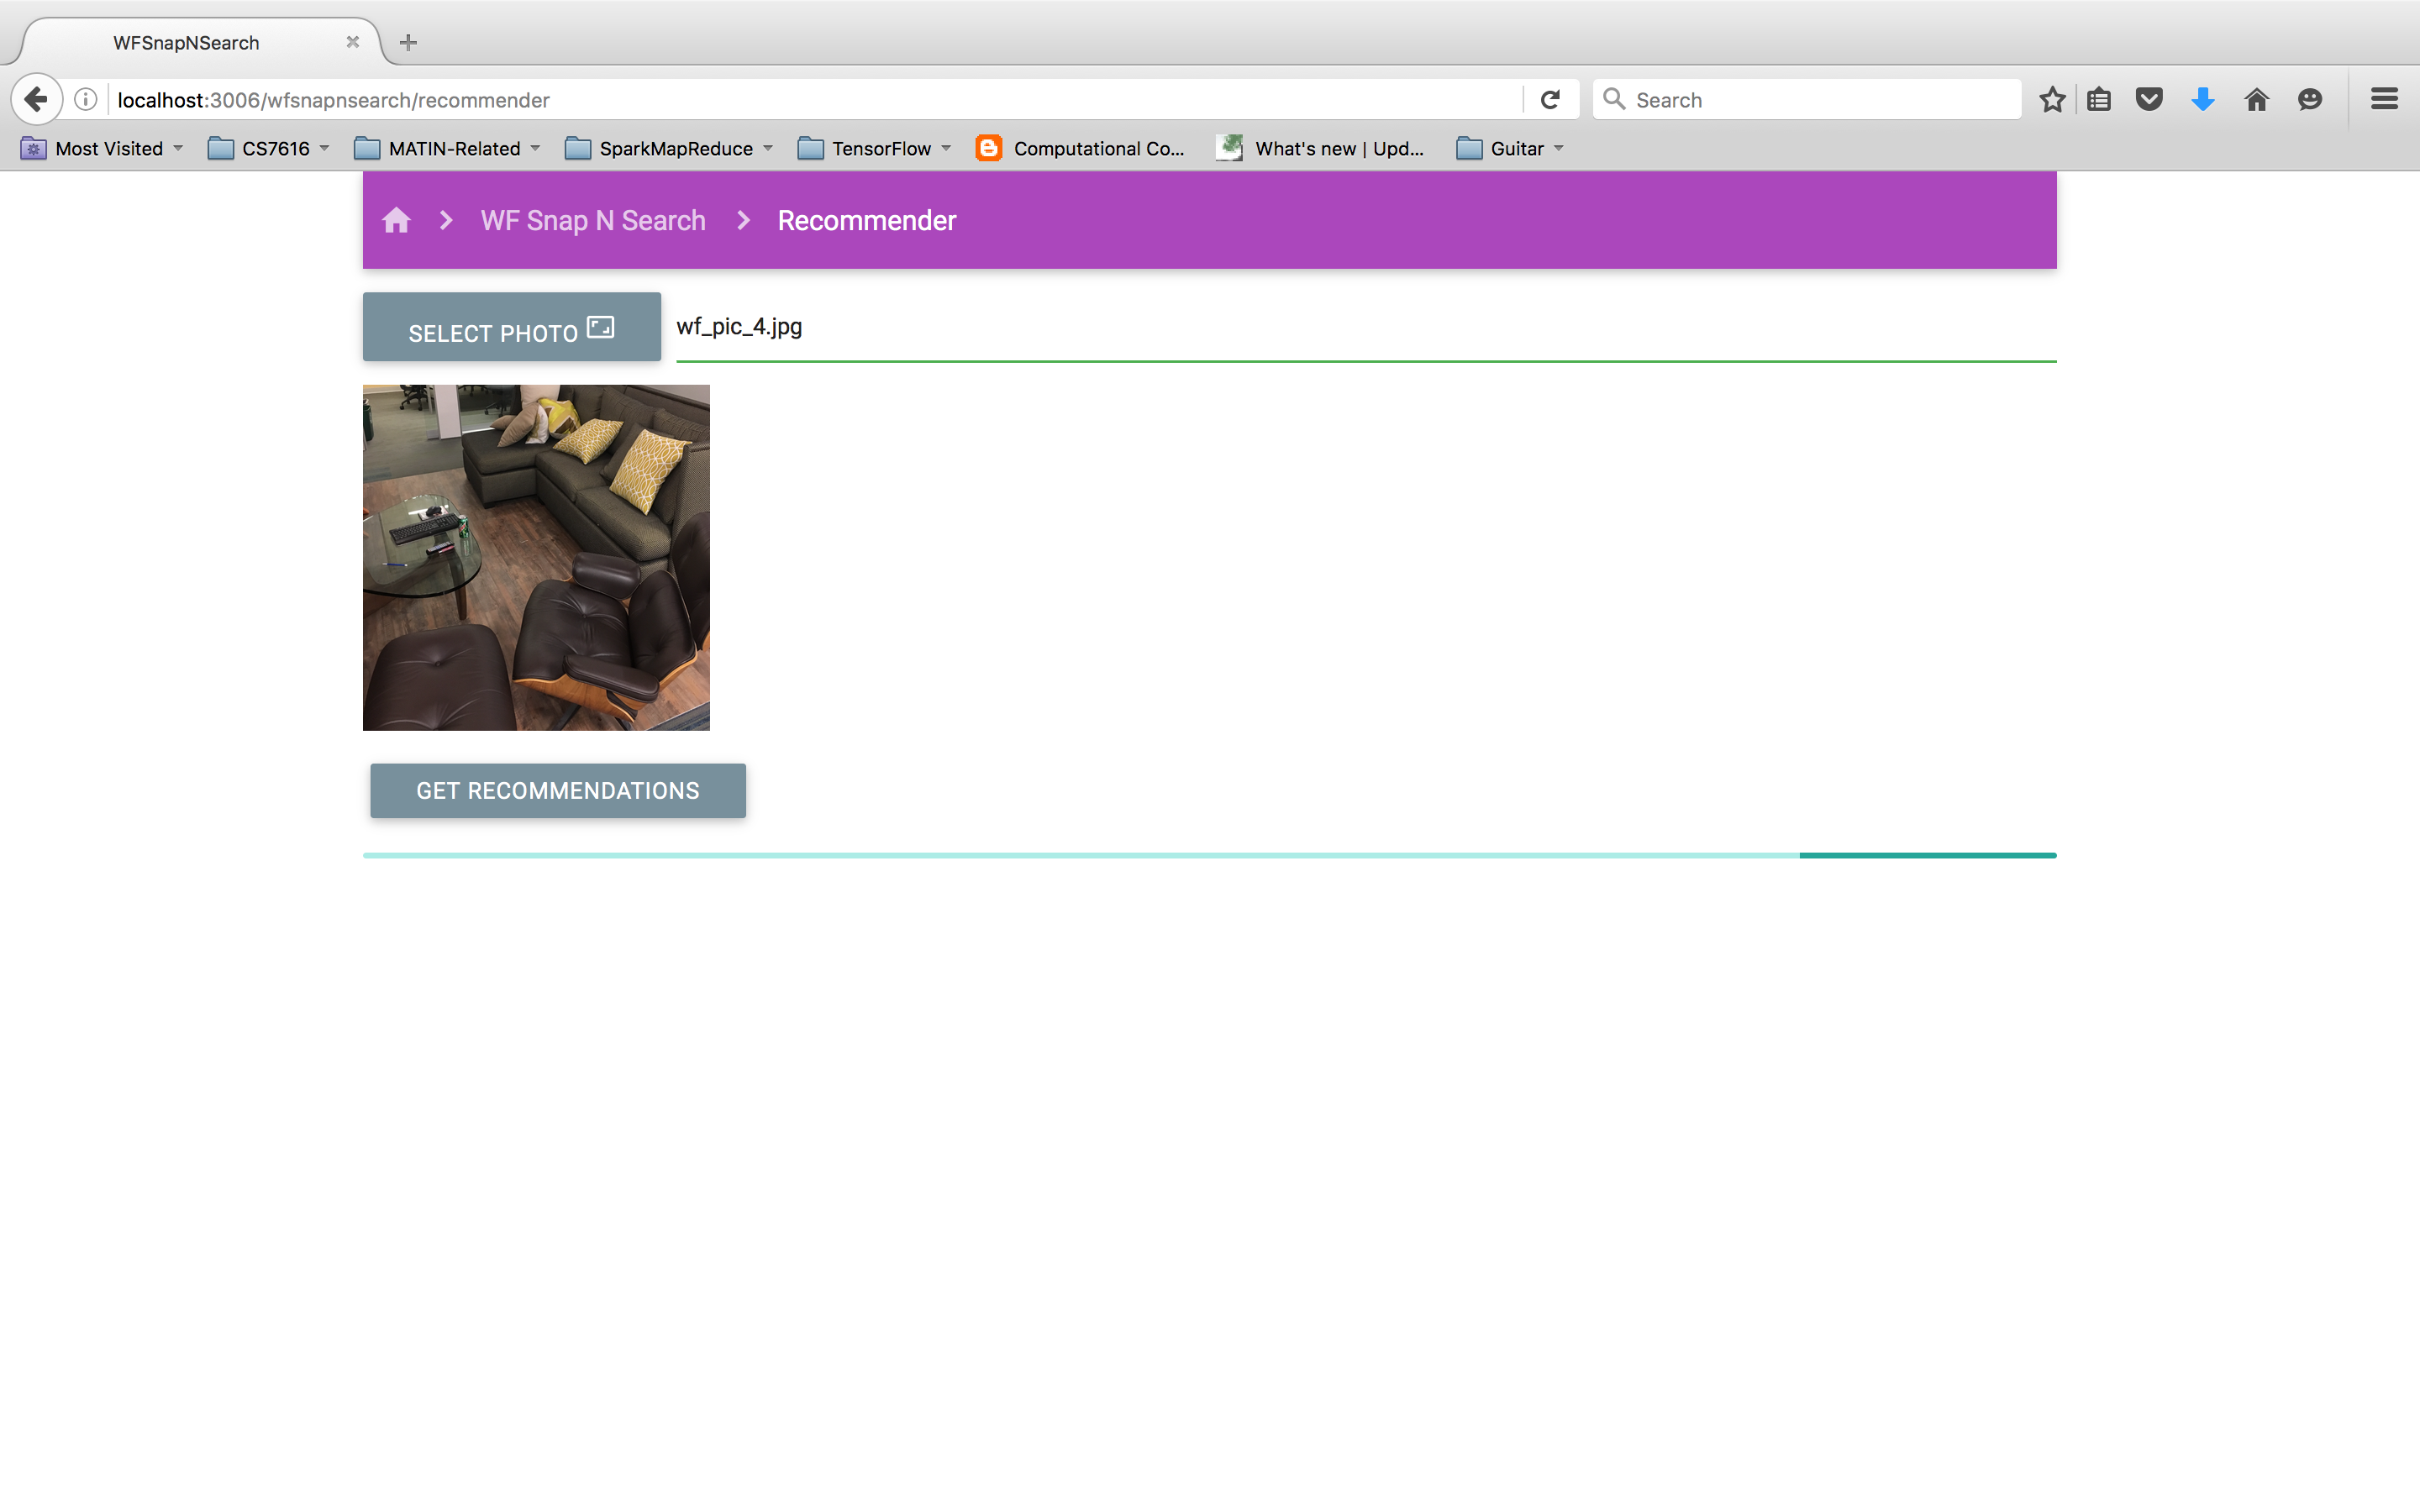 WFSnapNSearch
localhost:3006/wfsnapnsearch/recommender
Search
Most Visited CS7616 MATIN-Related SparkMapReduce TensorFlow Computational Co... What's new | Upd... Guitar
WF Snap N Search Recommender
SELECT PHOTO wf_pic_4.jpg
GET RECOMMENDATIONS